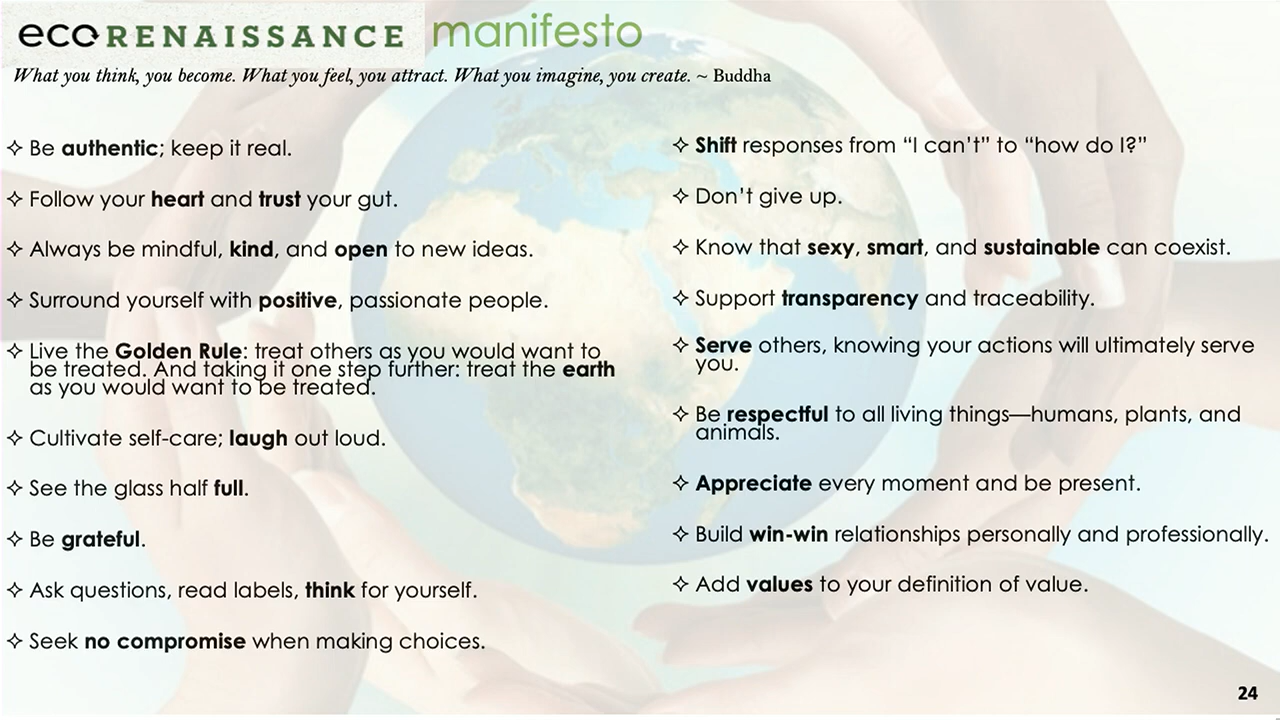 ecoRENAISSANCE manifesto
What you think, you become. What you feel, you attract. What you imagine, you create. ~ Buddha
✧ Be authentic; keep it real.
✧ Follow your heart and trust your gut.
✧ Always be mindful, kind, and open to new ideas.
✧ Surround yourself with positive, passionate people.
✧ Live the Golden Rule: treat others as you would want to
be treated. And taking it one step further: treat the earth
as you would want to be treated.
✧ Cultivate self-care; laugh out loud.
✧ See the glass half full.
✧ Be grateful.
✧ Ask questions, read labels, think for yourself.
✧ Seek no compromise when making choices.
✧ Shift responses from “I can’t” to “how do I?”
✧ Don’t give up.
✧ Know that sexy, smart, and sustainable can coexist.
✧ Support transparency and traceability.
✧ Serve others, knowing your actions will ultimately serve
you.
✧ Be respectful to all living things—humans, plants, and
animals.
✧ Appreciate every moment and be present.
✧ Build win-win relationships personally and professionally.
✧ Add values to your definition of value.
24